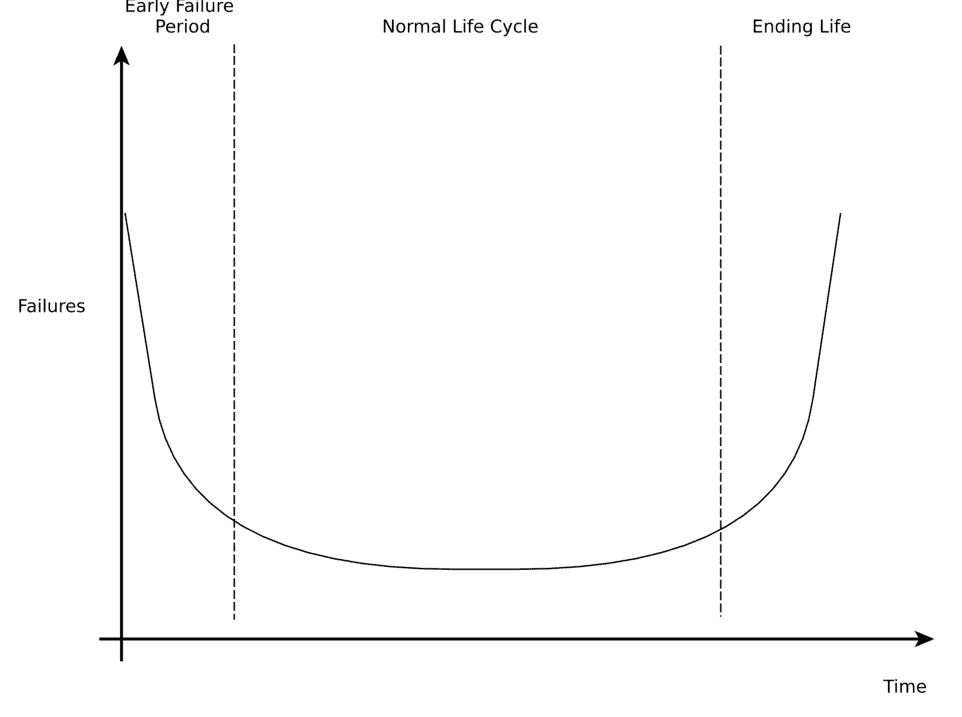 Early Failure
Period
Normal Life Cycle
Ending Life
Failures
Time